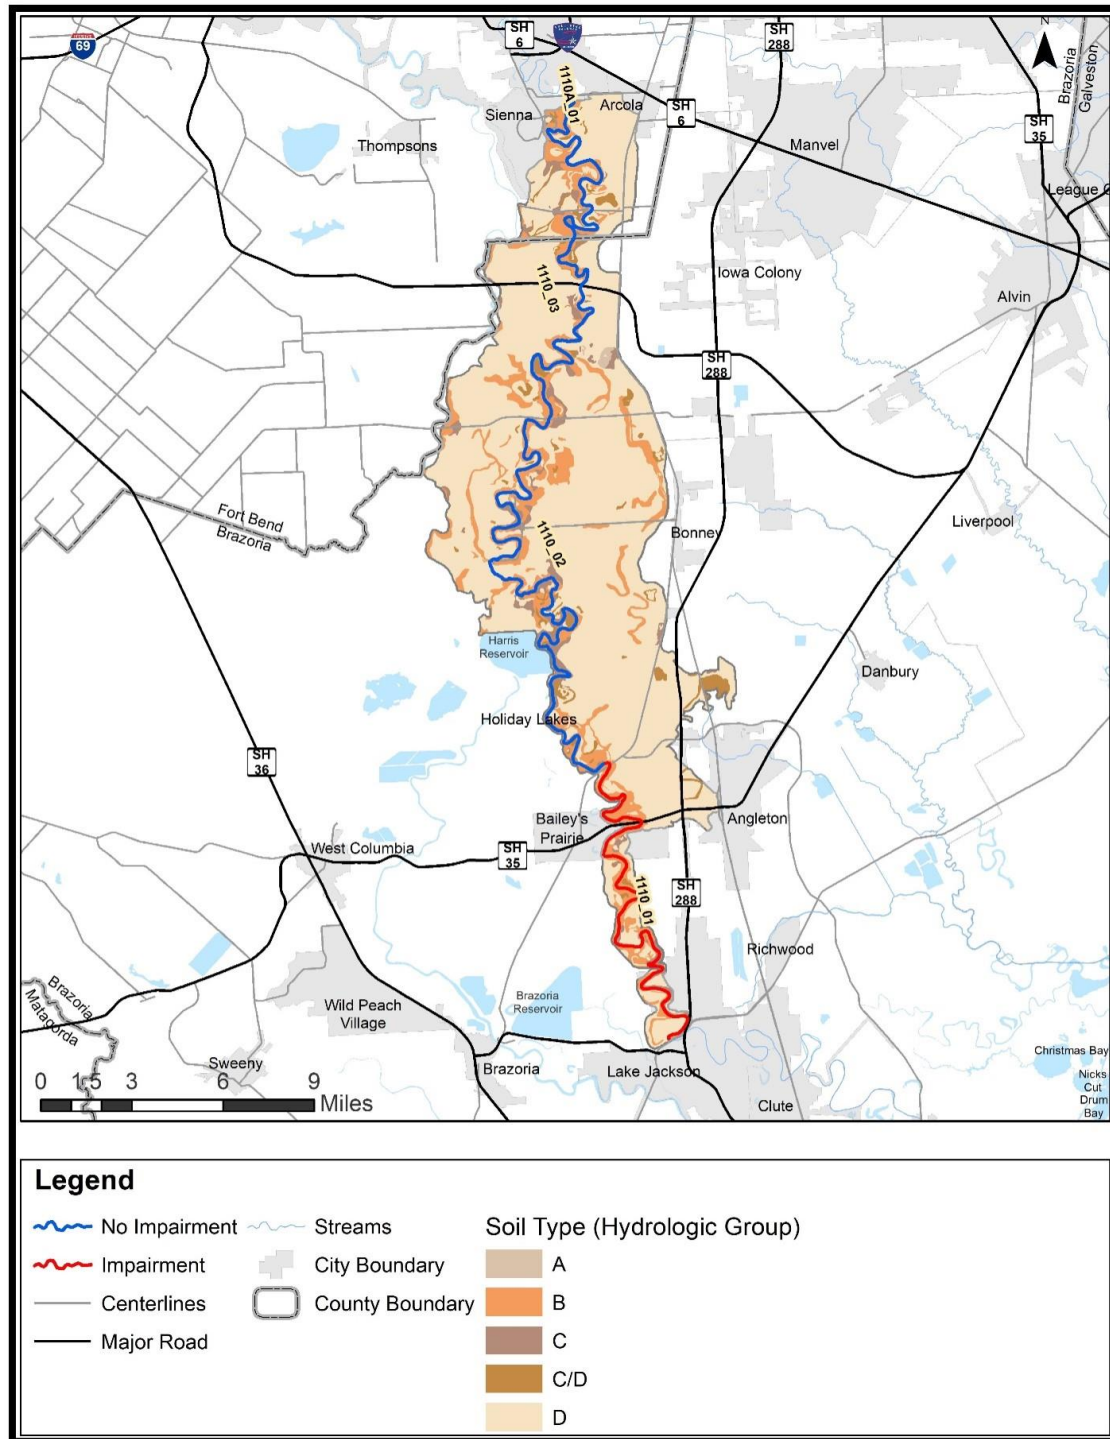 69
SH
6
SH
288
N
Brazoria
Galveston
1110A_01
Sienna
Arcola
SH
6
SH
35
Thompsons
Manvel
League C
1110_03
Iowa Colony
Alvin
SH
288
Fort Bend
Brazoria
1110_02
Bonney
Liverpool
Harris
Reservoir
Danbury
Holiday Lakes
SH
36
Bailey's
Prairie
Angleton
West Columbia
SH
35
1110_01
SH
288
Richwood
Brazoria
Matagorda
Wild Peach
Village
Brazoria
Reservoir
Sweeny
Brazoria
Lake Jackson
Clute
Christmas Bay
Nicks
Cut
Drum
Bay
0 1.5 3 6 9
Miles
Legend
No Impairment
Impairment
Centerlines
Major Road
Streams
City Boundary
County Boundary
Soil Type (Hydrologic Group)
A
B
C
C/D
D